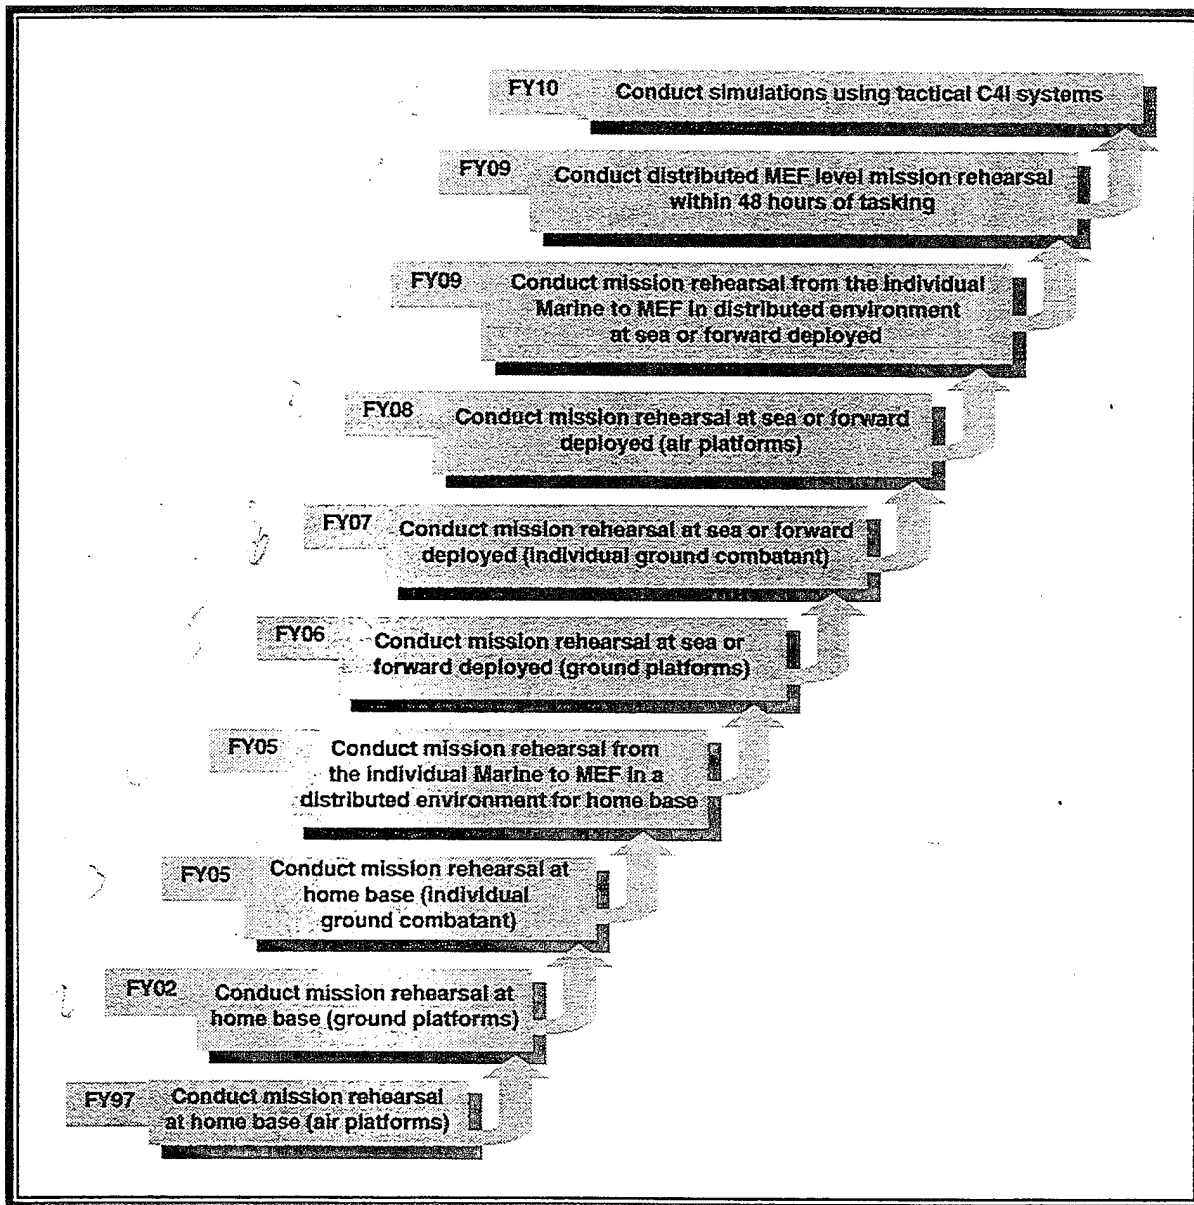 FY10
Conduct simulations using tactical C4I systems
FY09
Conduct distributed MEF level mission rehearsal
within 48 hours of tasking
FY09
Conduct mission rehearsal from the individual
Marine to MEF in distributed environment
at sea or forward deployed
FY08
Conduct mission rehearsal at sea or forward
deployed (air platforms)
FY07
Conduct mission rehearsal at sea or forward
deployed (individual ground combatant)
FY06
Conduct mission rehearsal at sea or
forward deployed (ground platforms)
FY05
Conduct mission rehearsal from
the individual Marine to MEF in a
distributed environment for home base
FY05
Conduct mission rehearsal at
home base (individual
ground combatant)
FY02
Conduct mission rehearsal at
home base (ground platforms)
FY97
Conduct mission rehearsal
at home base (air platforms)